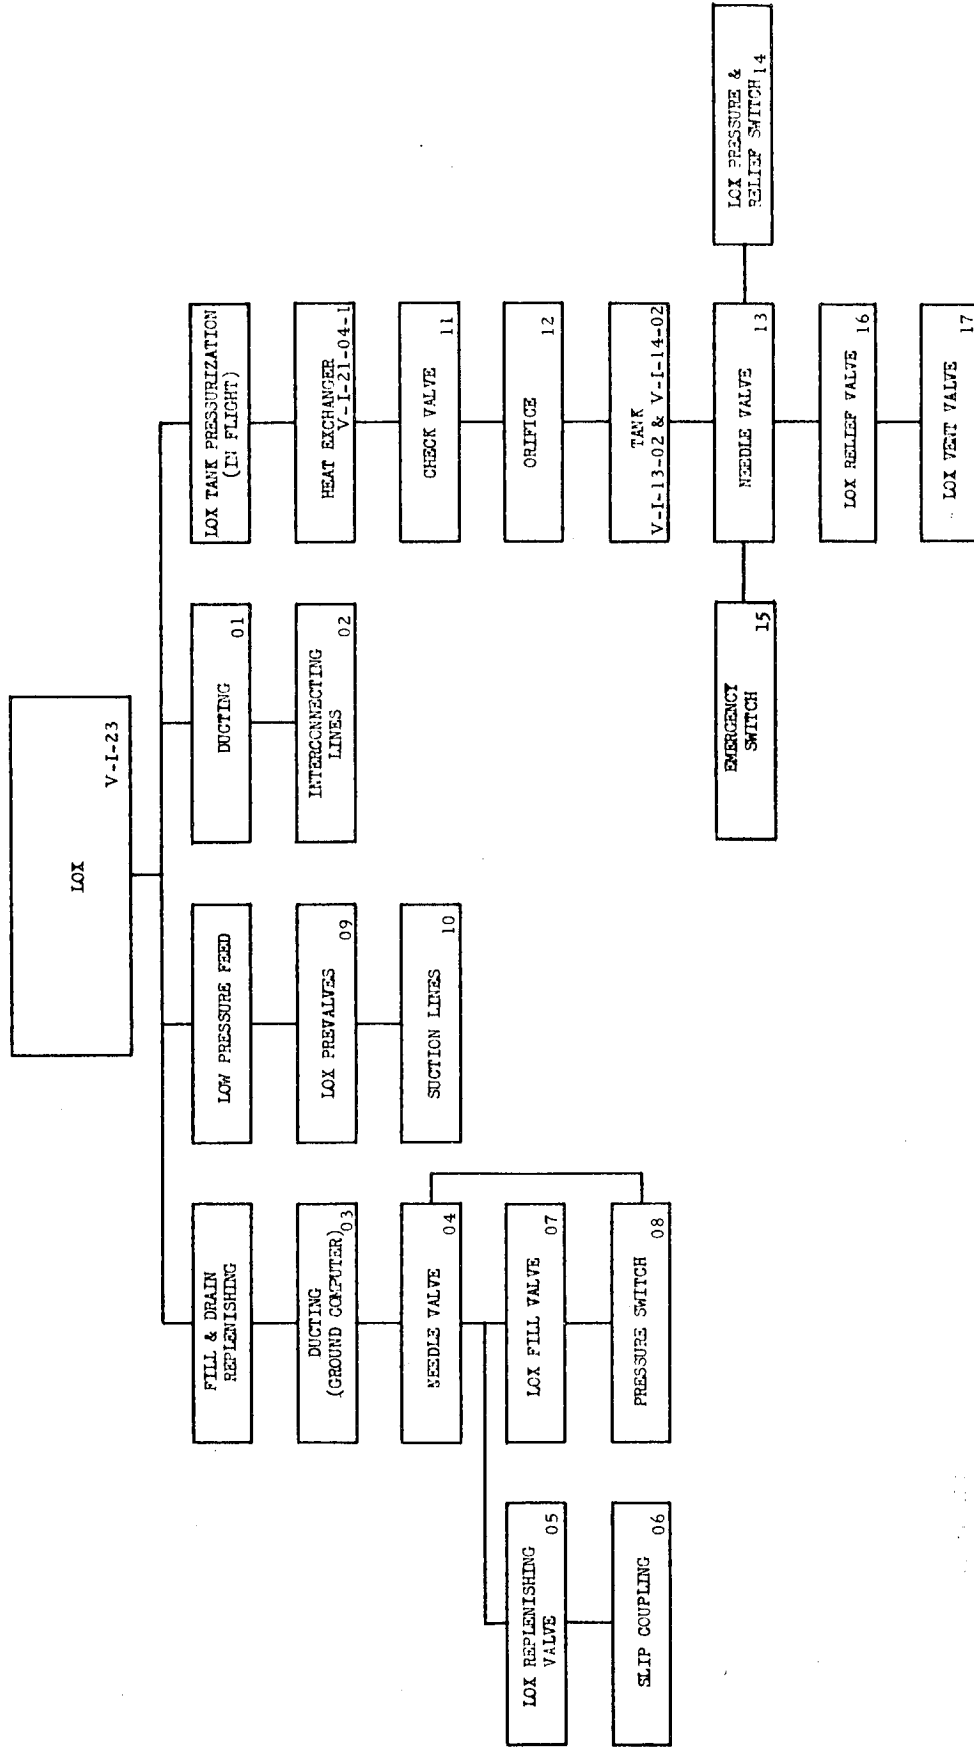 LOX
V-I-23
FILL & DRAIN
REPLENISHING
DUCTING
(GROUND COMPUTER)
03
NEEDLE VALVE
04
LOX REPLENISHING
VALVE
05
SLIP COUPLING
06
LOX FILL VALVE
07
PRESSURE SWITCH
08
LOW PRESSURE FEED
LOX PREVALVES
09
SUCTION LINES
10
DUCTING
01
INTERCONNECTING
LINES
02
LOX TANK PRESSURIZATION
(IN FLIGHT)
HEAT EXCHANGER
V-I-21-04-1
CHECK VALVE
11
ORIFICE
12
TANK
V-I-13-02 & V-I-14-02
NEEDLE VALVE
13
LOX PRESSURE &
RELIEF SWITCH
14
EMERGENCY
SWITCH
15
LOX RELIEF VALVE
16
LOX VENT VALVE
17